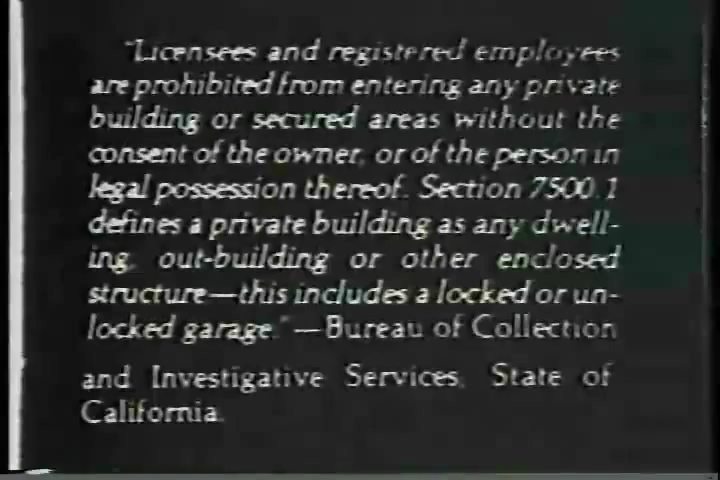 "Licensees and registered employees
are prohibited from entering any private
building or secured areas without the
consent of the owner, or of the person in
legal possession thereof. Section 7500.1
defines a private building as any dwell-
ing, out-building or other enclosed
structure—this includes a locked or un-
locked garage."—Bureau of Collection
and Investigative Services, State of
California.